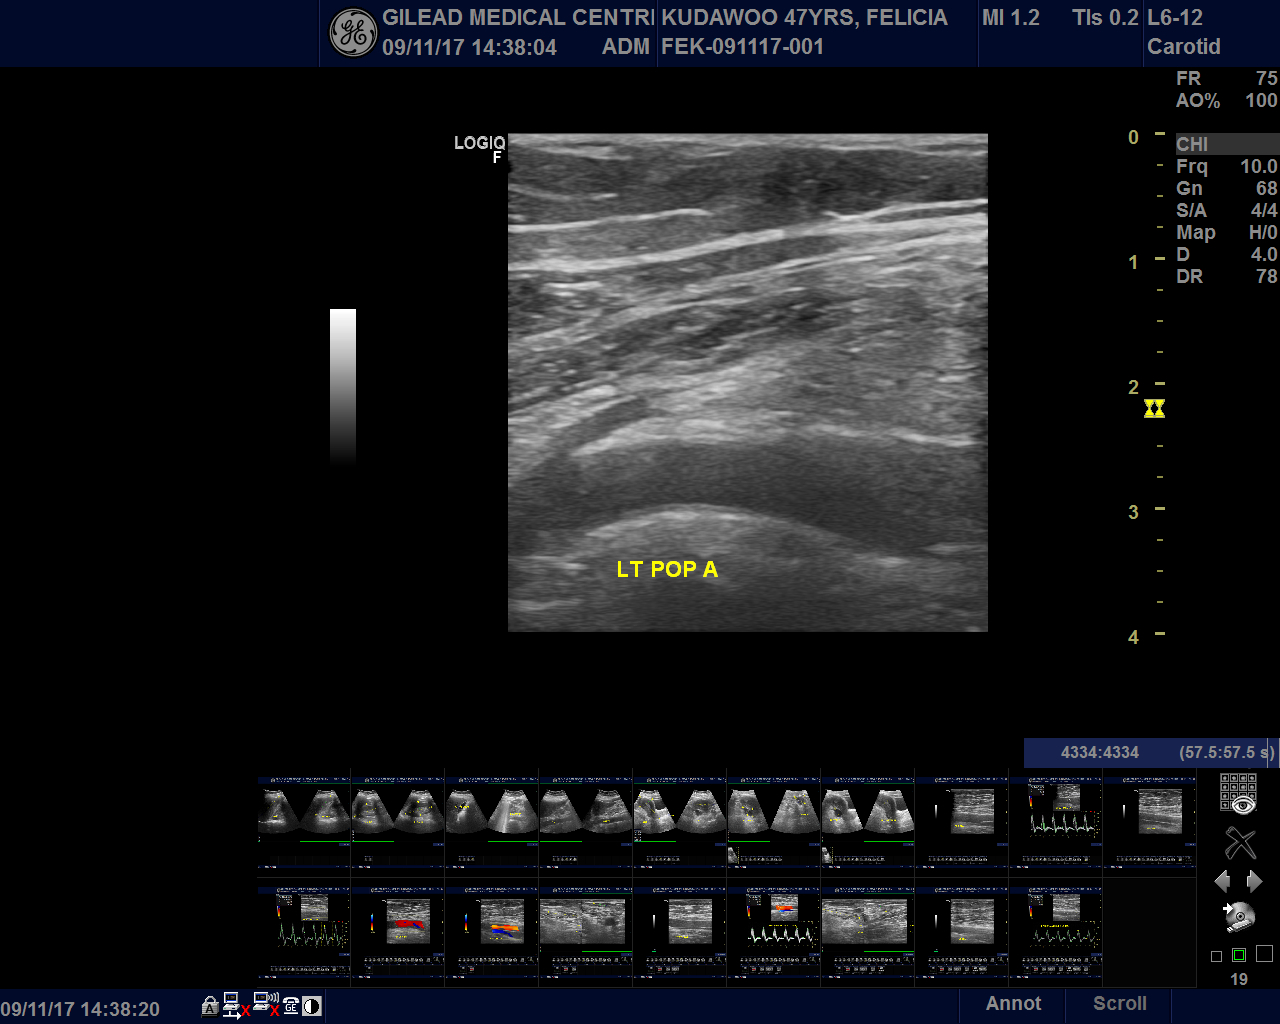 GILEAD MEDICAL CENTR
KUDAWOO 47YRS, FELICIA
MI 1.2
TIs 0.2
L6-12
09/11/17 14:38:04
ADM
FEK-091117-001
Carotid
FR 75
AO% 100
CHI
Frq 10.0
Gn 68
S/A 4/4
Map H/0
D 4.0
DR 78
LOGIQ
F
0
1
2
3
4
LT POP A
4334:4334 (57.5:57.5 s)
19
09/11/17 14:38:20
A
GE
Annot
Scroll